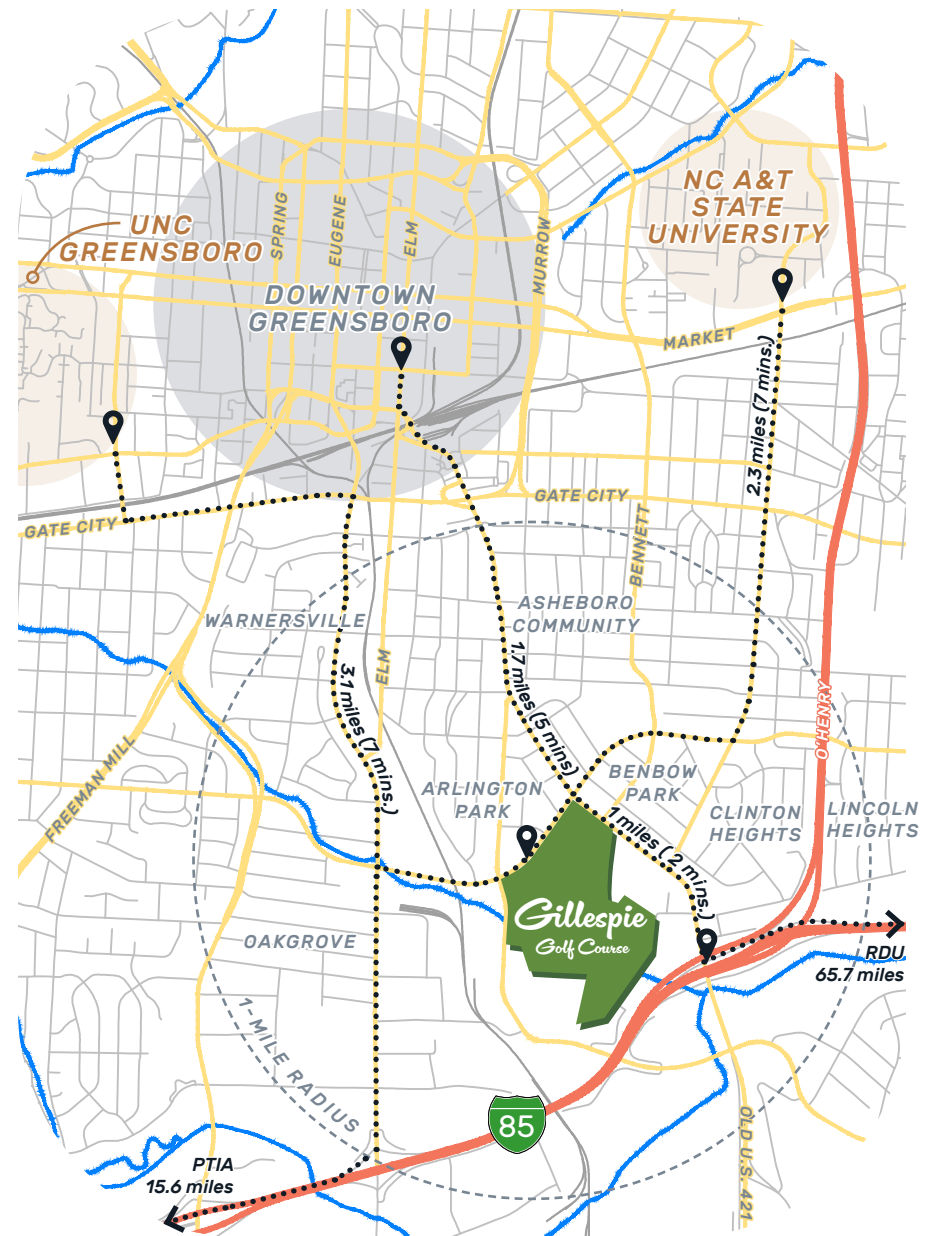 NC A&T
STATE
UNIVERSITY
UNC
GREENSBORO
SPRING
EUGENE
ELM
MURROW
DOWNTOWN
GREENSBORO
MARKET
2.3 miles (7 mins.)
GATE CITY
GATE CITY
BENNETT
ASHEBORO
COMMUNITY
WARNERSVILLE
ELM
3.1 miles (7 mins.)
1.7 miles (5 mins)
O'HENRY
FREEMAN MILL
ARLINGTON
PARK
BENBOW
PARK
CLINTON
HEIGHTS
LINCOLN
HEIGHTS
1 miles ( 2 mins.)
Gillespie
Golf Course
OAKGROVE
RDU
65.7 miles
1-MILE RADIUS
85
OLD U.S. 421
PTIA
15.6 miles